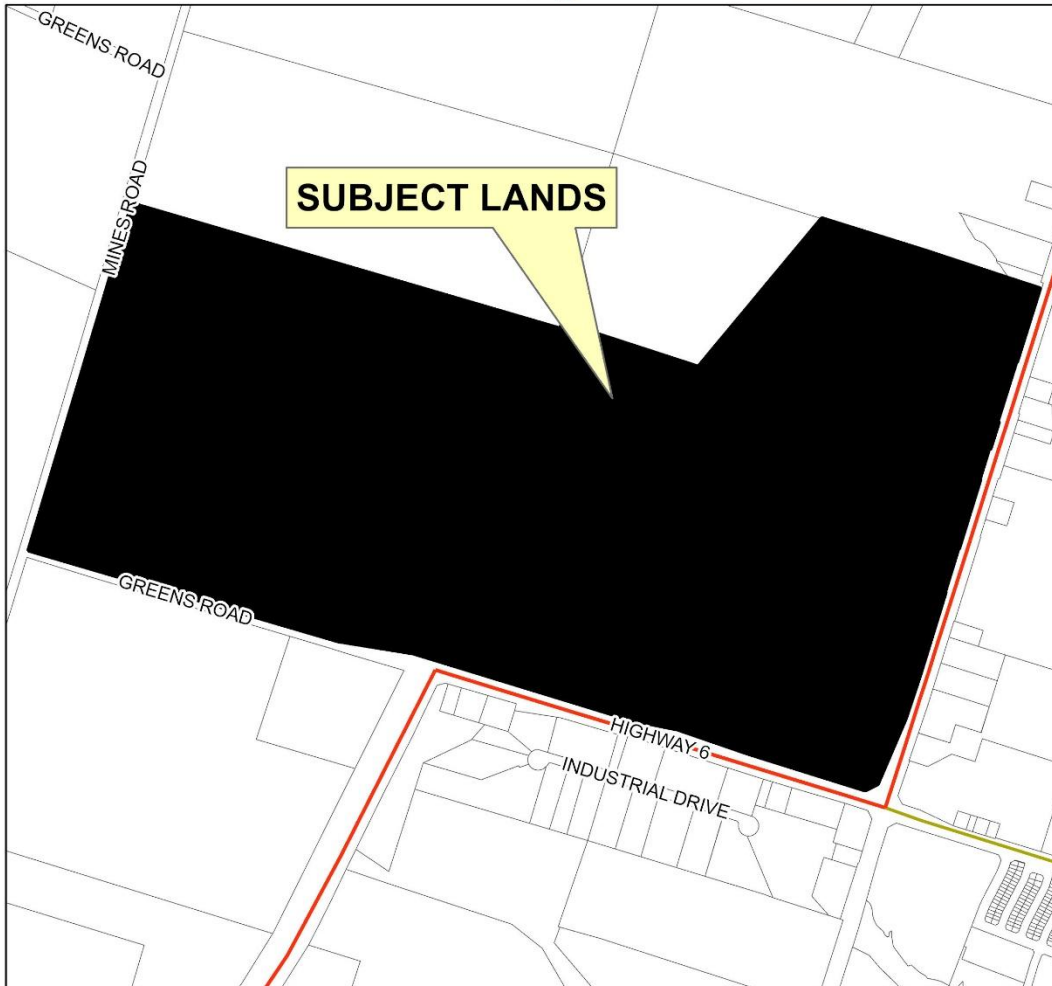 GREENS ROAD
MINES ROAD
SUBJECT LANDS
GREENS ROAD
HIGHWAY 6
INDUSTRIAL DRIVE